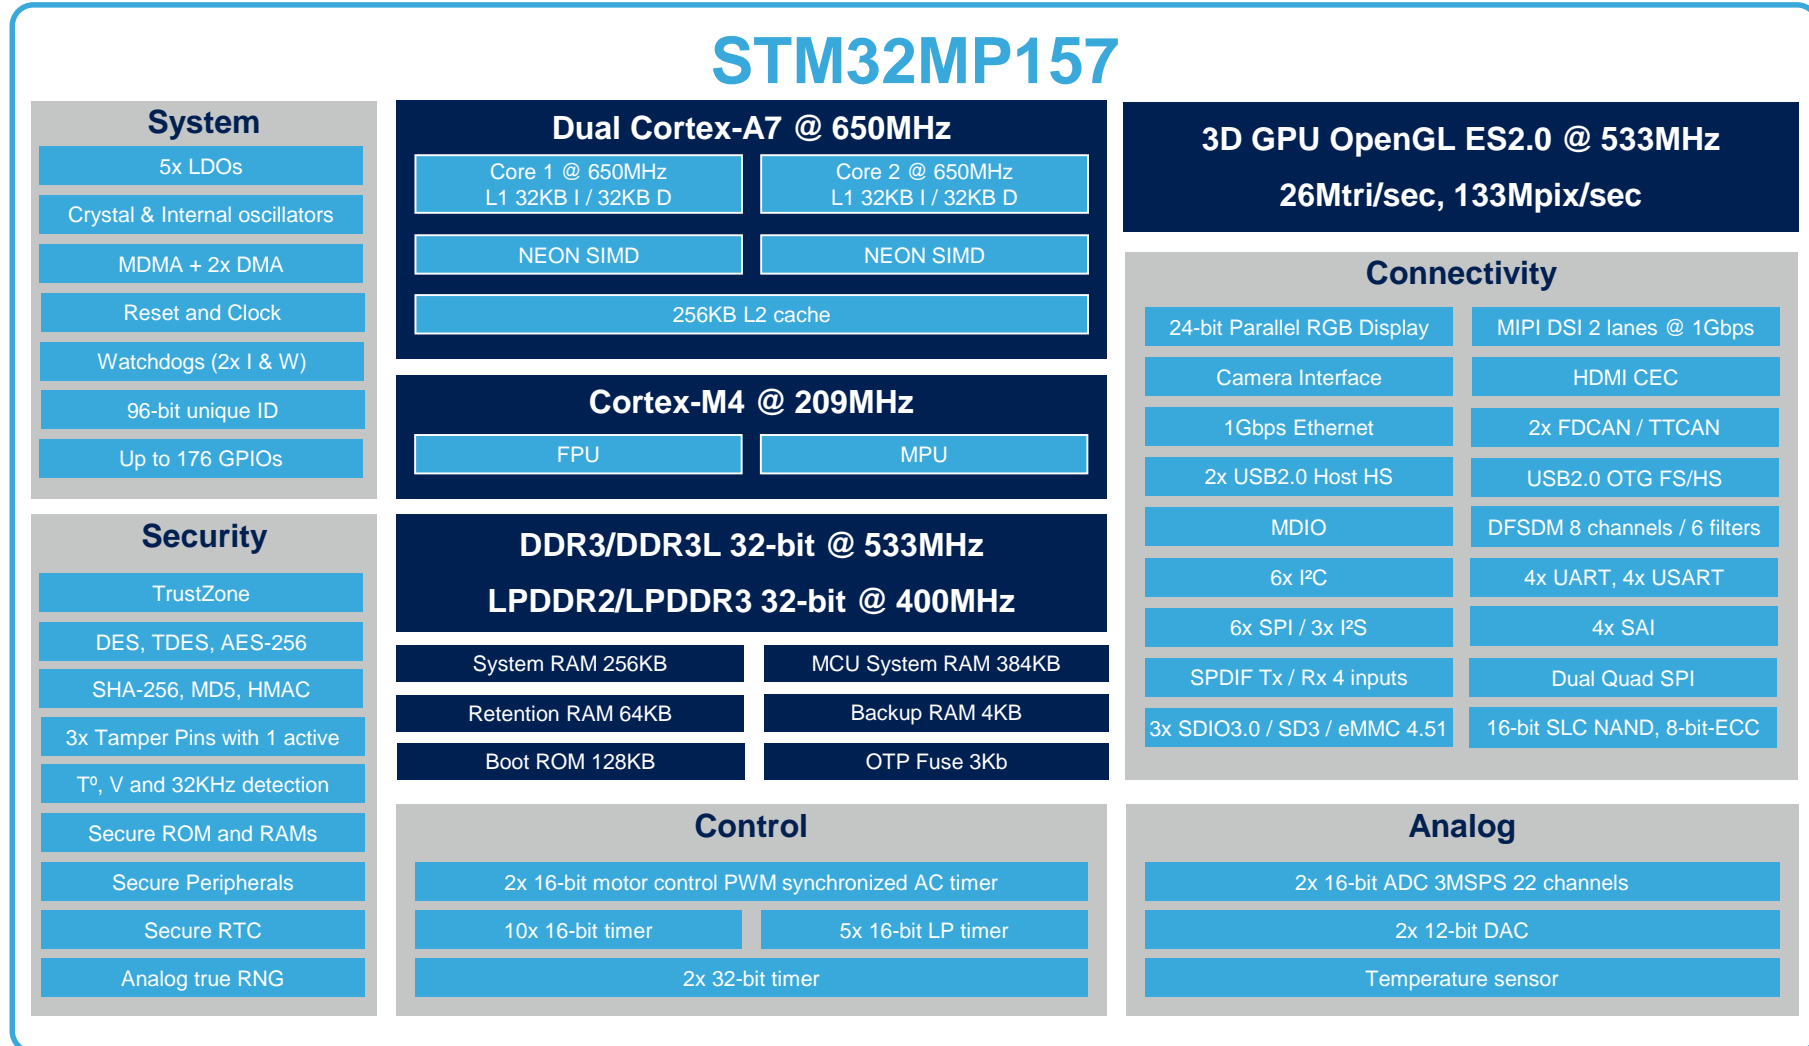 STM32MP157
System
5x LDOs
Crystal & Internal oscillators
MDMA + 2x DMA
Reset and Clock
Watchdogs (2x I & W)
96-bit unique ID
Up to 176 GPIOs
Security
TrustZone
DES, TDES, AES-256
SHA-256, MD5, HMAC
3x Tamper Pins with 1 active
Tº, V and 32KHz detection
Secure ROM and RAMs
Secure Peripherals
Secure RTC
Analog true RNG
Dual Cortex-A7 @ 650MHz
Core 1 @ 650MHz
L1 32KB I / 32KB D
Core 2 @ 650MHz
L1 32KB I / 32KB D
NEON SIMD
NEON SIMD
256KB L2 cache
Cortex-M4 @ 209MHz
FPU
MPU
DDR3/DDR3L 32-bit @ 533MHz
LPDDR2/LPDDR3 32-bit @ 400MHz
System RAM 256KB
MCU System RAM 384KB
Retention RAM 64KB
Backup RAM 4KB
Boot ROM 128KB
OTP Fuse 3Kb
Control
2x 16-bit motor control PWM synchronized AC timer
10x 16-bit timer
5x 16-bit LP timer
2x 32-bit timer
3D GPU OpenGL ES2.0 @ 533MHz
26Mtri/sec, 133Mpix/sec
Connectivity
24-bit Parallel RGB Display
MIPI DSI 2 lanes @ 1Gbps
Camera Interface
HDMI CEC
1Gbps Ethernet
2x FDCAN / TTCAN
2x USB2.0 Host HS
USB2.0 OTG FS/HS
MDIO
DFSDM 8 channels / 6 filters
6x I²C
4x UART, 4x USART
6x SPI / 3x I²S
4x SAI
SPDIF Tx / Rx 4 inputs
Dual Quad SPI
3x SDIO3.0 / SD3 / eMMC 4.51
16-bit SLC NAND, 8-bit-ECC
Analog
2x 16-bit ADC 3MSPS 22 channels
2x 12-bit DAC
Temperature sensor